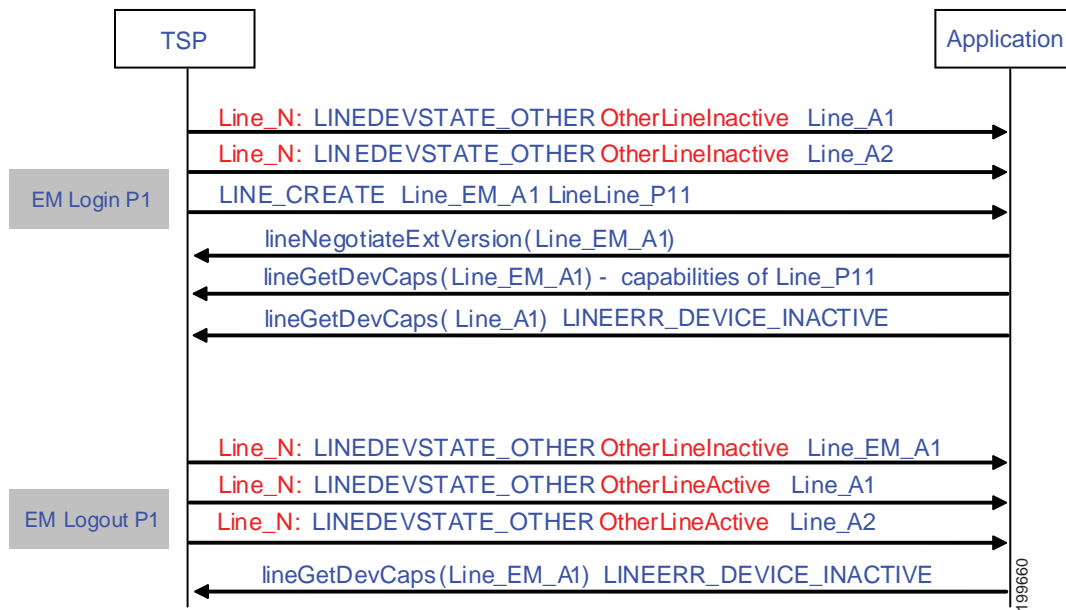 TSP
Application
Line_N: LINEDEVSTATE_OTHER OtherLineInactive Line_A1
Line_N: LINEDEVSTATE_OTHER OtherLineInactive Line_A2
EM Login P1
LINE_CREATE Line_EM_A1 LineLine_P11
lineNegotiateExtVersion(Line_EM_A1)
lineGetDevCaps(Line_EM_A1) - capabilities of Line_P11
lineGetDevCaps( Line_A1) LINEERR_DEVICE_INACTIVE
Line_N: LINEDEVSTATE_OTHER OtherLineInactive Line_EM_A1
Line_N: LINEDEVSTATE_OTHER OtherLineActive Line_A1
EM Logout P1
Line_N: LINEDEVSTATE_OTHER OtherLineActive Line_A2
lineGetDevCaps(Line_EM_A1) LINEERR_DEVICE_INACTIVE
199660